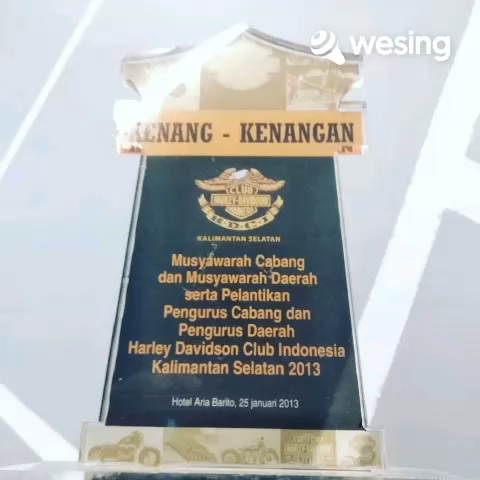 wesing
KENANG - KENANGAN
CLUB
HARLEY-DAVIDSON
KALIMANTAN SELATAN
Musyawarah Cabang
dan Musyawarah Daerah
serta Pelantikan
Pengurus Cabang dan
Pengurus Daerah
Harley Davidson Club Indonesia
Kalimantan Selatan 2013
Hotel Aria Barito, 25 januari 2013